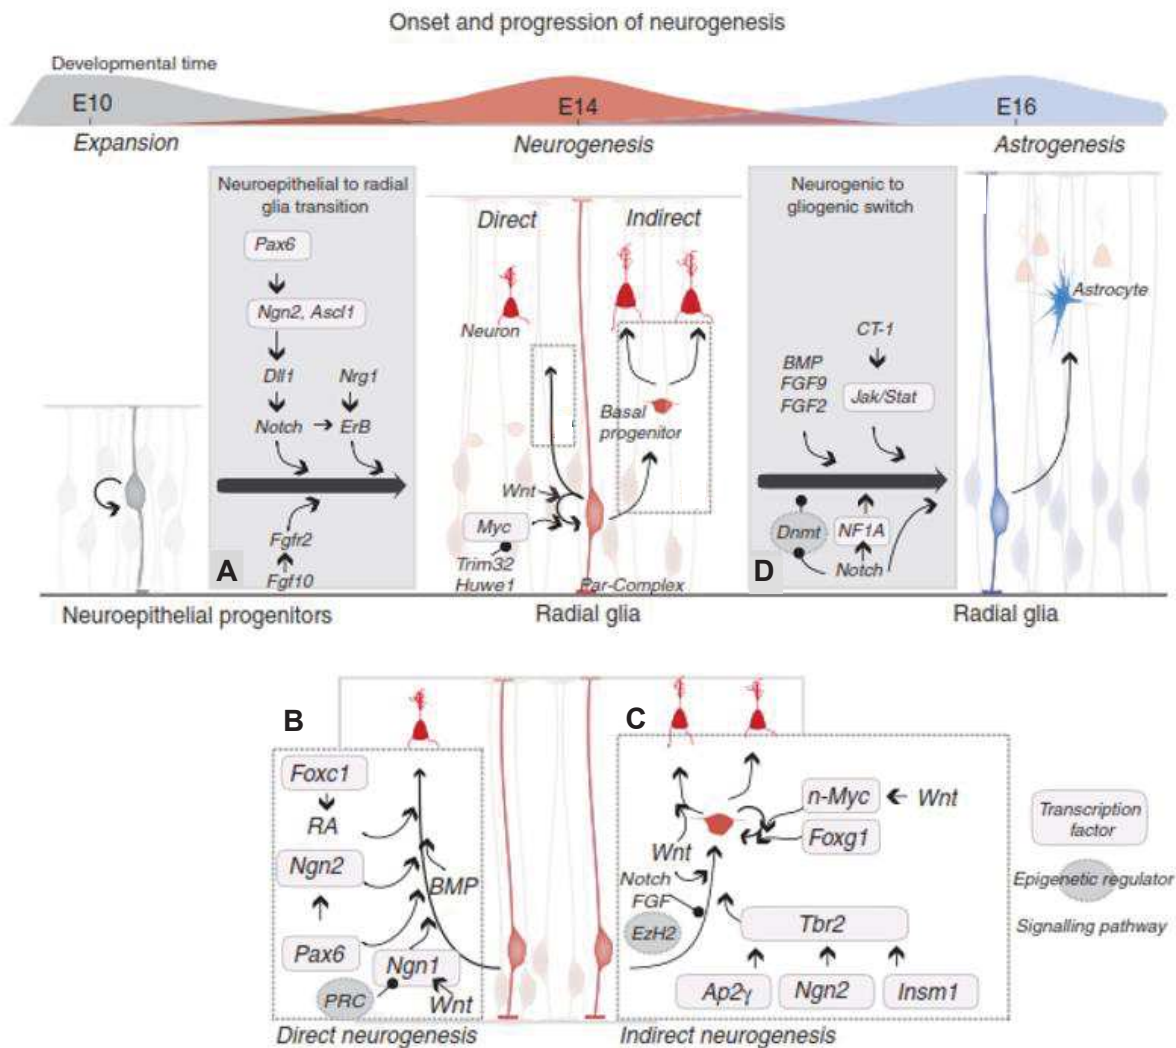 Onset and progression of neurogenesis
Developmental time
E10
E14
E16
Expansion
Neurogenesis
Astrogenesis
Neuroepithelial to radial
glia transition
Pax6
Ngn2, Ascl1
Dll1
Nrg1
Notch
ErB
Fgfr2
Fgf10
A
Neuroepithelial progenitors
Direct
Indirect
Neuron
Basal
progenitor
Wnt
Myc
Trim32
Huwe1
Par-Complex
Radial glia
Neurogenic to
gliogenic switch
CT-1
BMP
FGF9
FGF2
Jak/Stat
Dnmt
NF1A
Notch
D
Astrocyte
Radial glia
B
Foxc1
RA
Ngn2
BMP
Pax6
Ngn1
PRC
Wnt
Direct neurogenesis
C
n-Myc
Wnt
Foxg1
Wnt
Notch
FGF
EzH2
Tbr2
Ap2γ
Ngn2
Insm1
Indirect neurogenesis
Transcription
factor
Epigenetic regulator
Signalling pathway